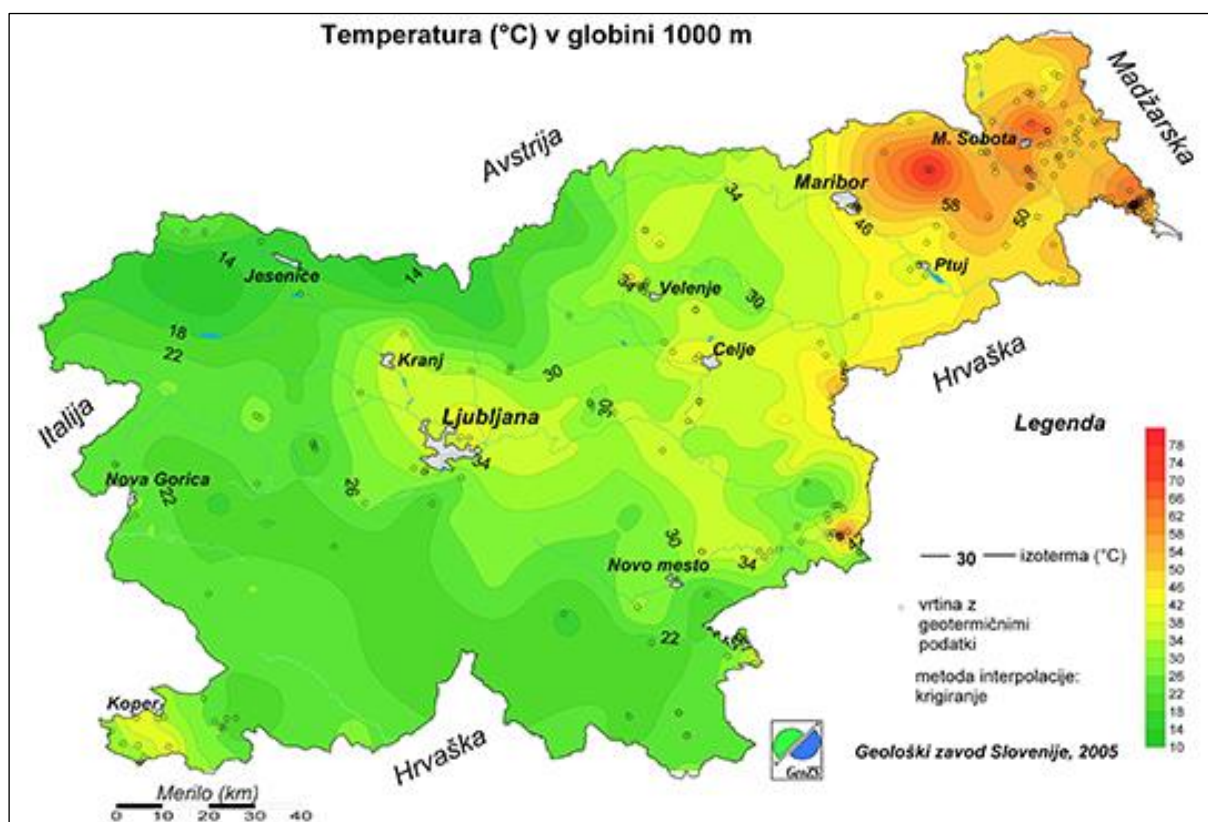 Temperatura (°C) v globini 1000 m
Madžarska
Avstrija
M. Sobota
34
Maribor
58
50
46
14
Jesenice
14
Ptuj
34
Velenje
30
18
22
Kranj
30
Celje
Hrvaška
Italija
30
Ljubljana
Legenda
34
Nova Gorica
22
26
30
Novo mesto
34
22
Koper
Hrvaška
78
74
70
66
62
58
54
50
46
42
38
34
30
26
22
18
14
10
30 izoterma (°C)
vrtina z
geotermičnimi
podatki
metoda interpolacije:
krigiranje
GeoZS
Geološki zavod Slovenije, 2005
Merilo (km)
0 10 20 30 40